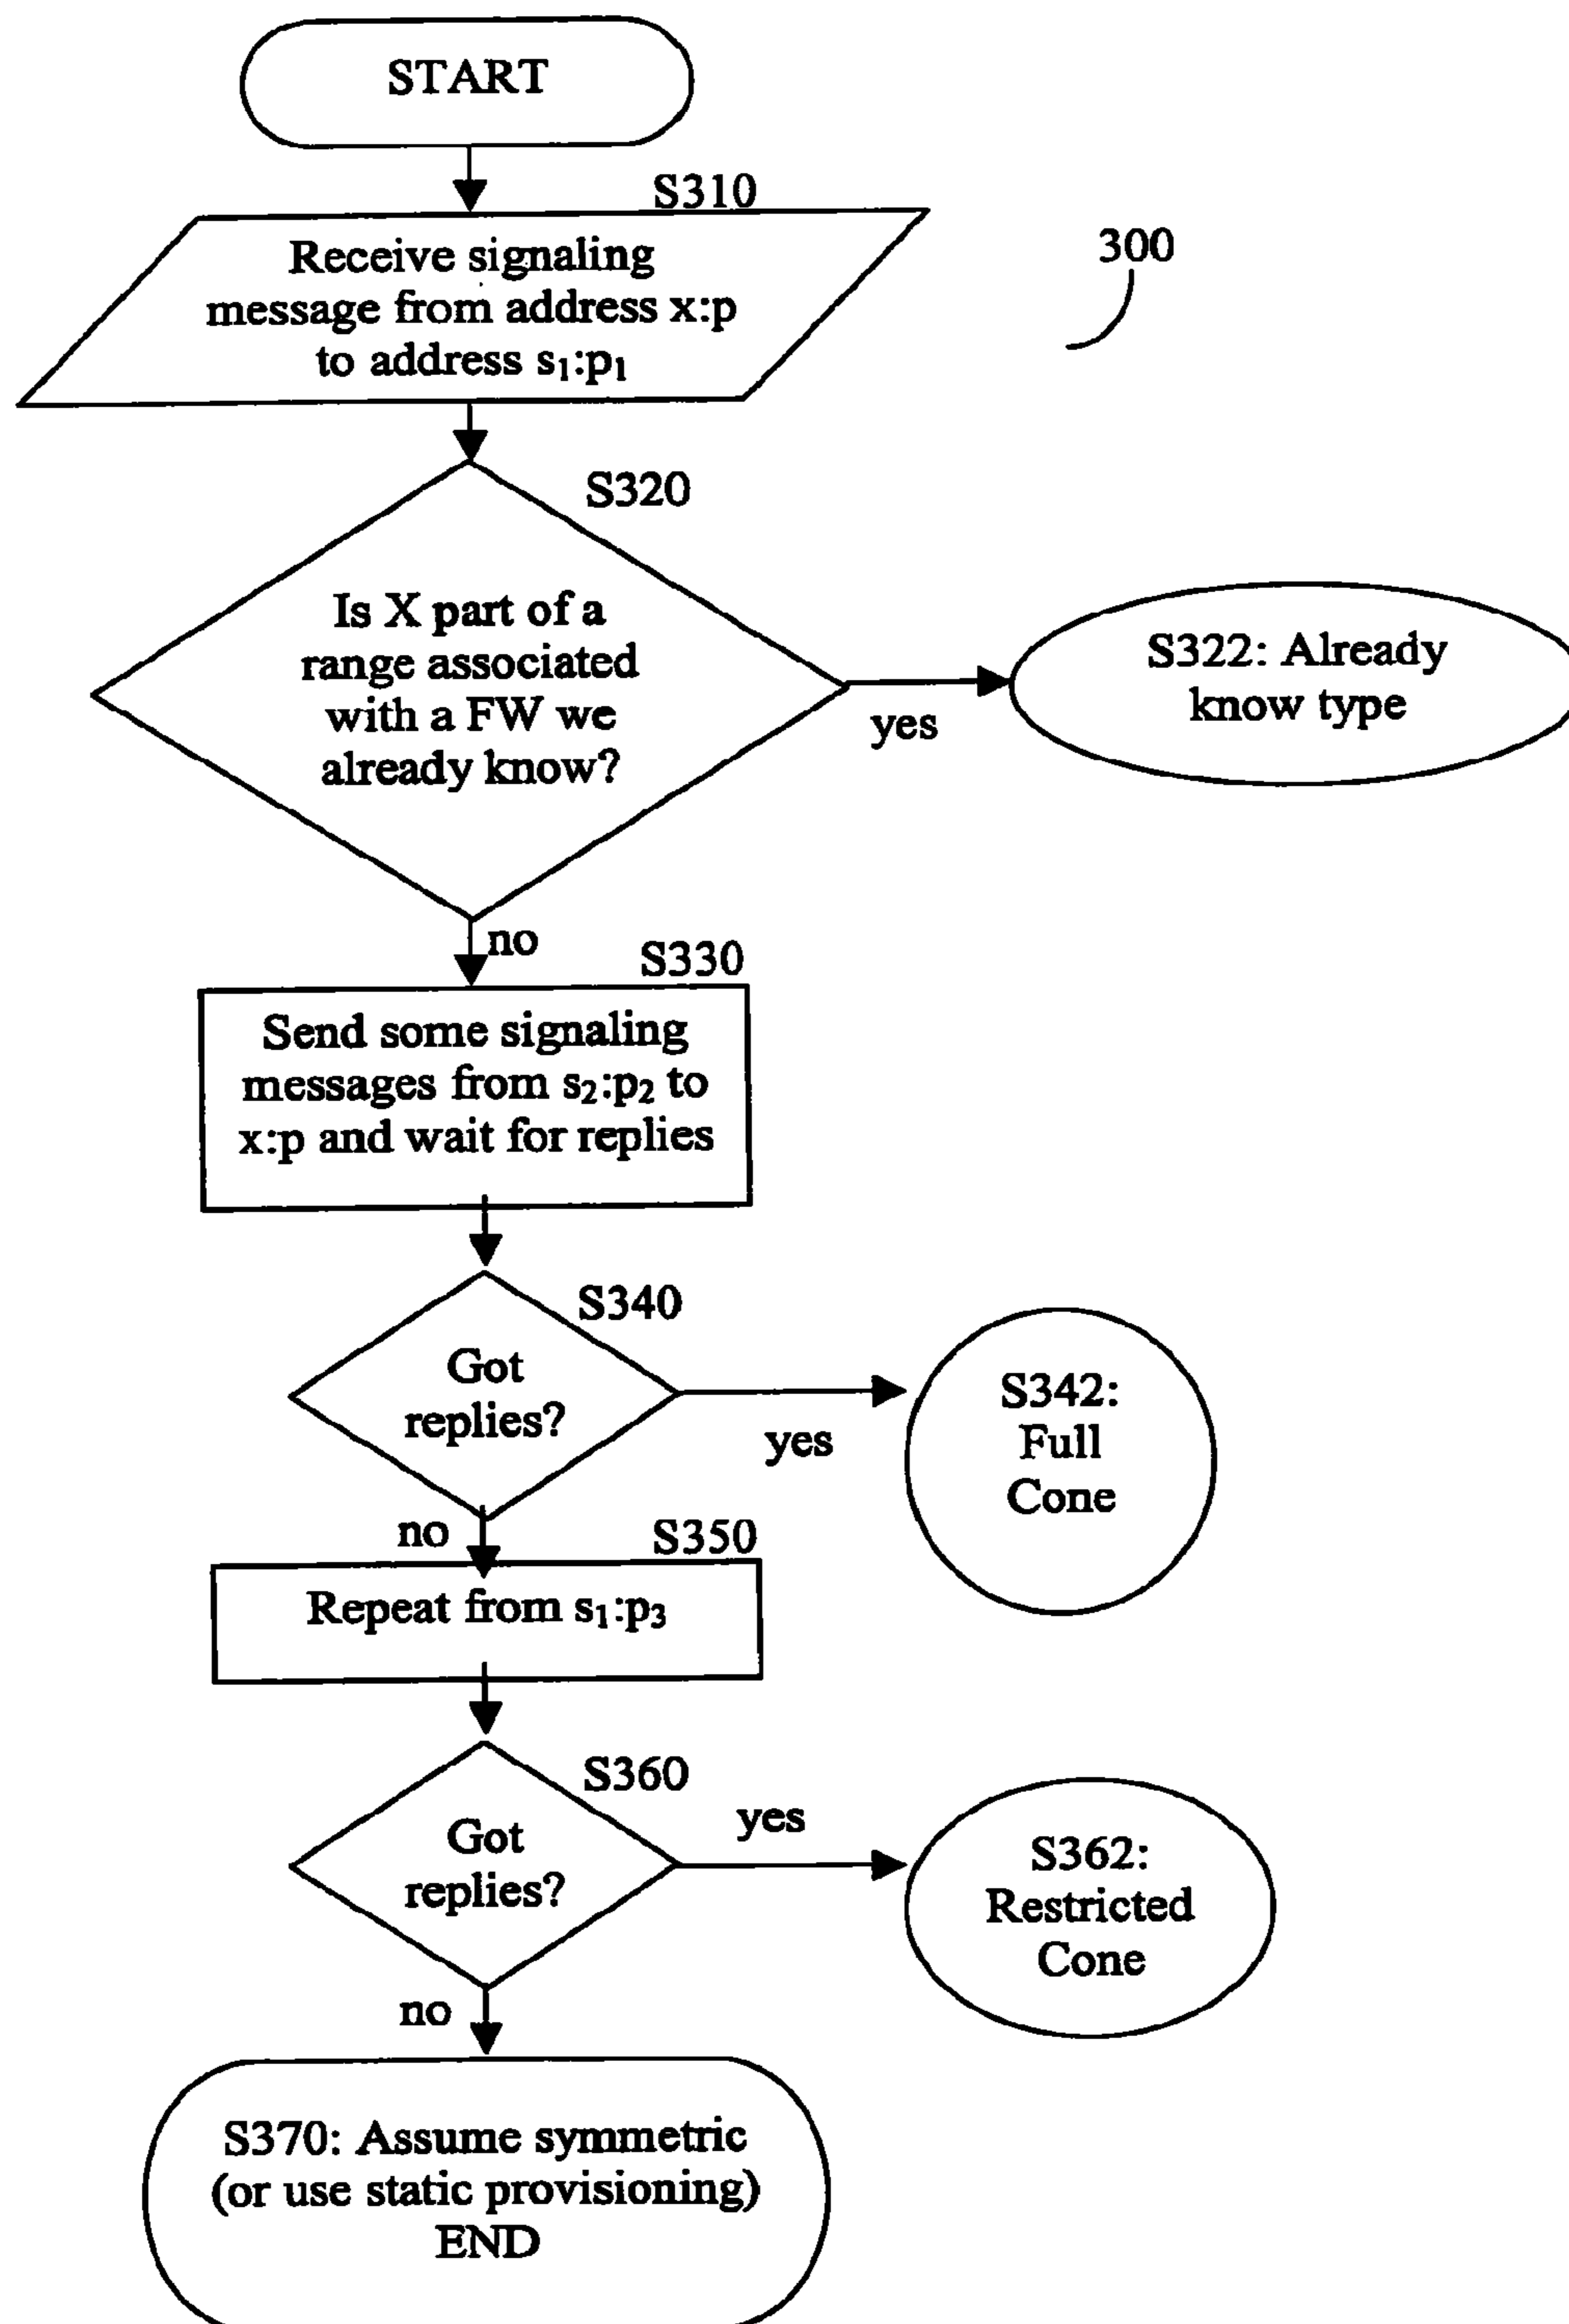 START
S310
Receive signaling
message from address x:p
to address s₁:p₁
300
S320
Is X part of a
range associated
with a FW we
already know?
yes
S322: Already
know type
no
S330
Send some signaling
messages from s₂:p₂ to
x:p and wait for replies
S340
Got
replies?
yes
S342:
Full
Cone
no
S350
Repeat from s₁:p₃
S360
Got
replies?
yes
S362:
Restricted
Cone
no
S370: Assume symmetric
(or use static provisioning)
END